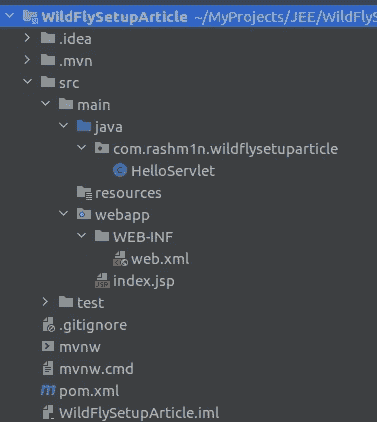 WildFlySetupArticle ~/MyProjects/JEE/WildFlyS
.idea
.mvn
src
main
java
com.rashm1n.wildflysetuparticle
HelloServlet
resources
webapp
WEB-INF
web.xml
index.jsp
test
.gitignore
mvnw
mvnw.cmd
pom.xml
WildFlySetupArticle.iml